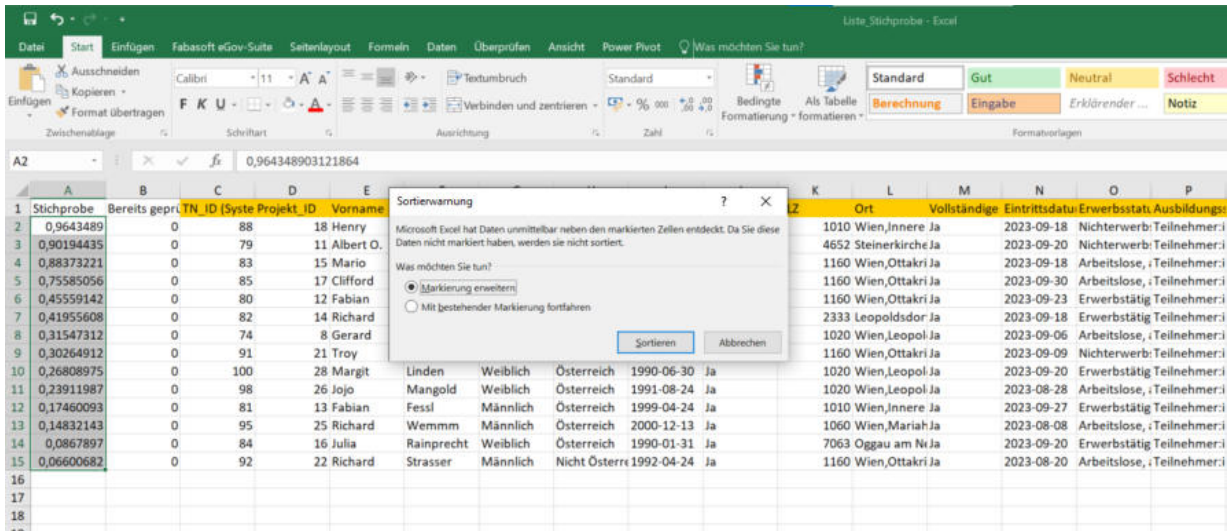 Liste_Stichprobe - Excel
Datei Start Einfügen Fabasoft eGov-Suite Seitenlayout Formeln Daten Überprüfen Ansicht Power Pivot Was möchten Sie tun?
Ausschneiden
Kopieren
Format übertragen
Einfügen
Calibri 11
F K U
Textumbruch
Verbinden und zentrieren
Standard
% 000
Bedingte Formatierung
Als Tabelle formatieren
Standard Gut Neutral Schlecht
Berechnung Eingabe Erklärender ... Notiz
Zwischenablage Schriftart Ausrichtung Zahl Formatvorlagen
A2 fx 0,964348903121864
A B C D E K L M N O P
1 Stichprobe Bereits geprü TN_ID (Syste Projekt_ID Vorname LZ Ort Vollständige Eintrittsdatu Erwerbsstatu Ausbildungss
2 0,9643489 0 88 18 Henry 1010 Wien,Innere Ja 2023-09-18 Nichterwerb: Teilnehmer:i
3 0,90194435 0 79 11 Albert O. 4652 Steinerkirche Ja 2023-09-20 Nichterwerb: Teilnehmer:i
4 0,88373221 0 83 15 Mario 1160 Wien,Ottakri Ja 2023-09-18 Arbeitslose, Teilnehmer:i
5 0,75585056 0 85 17 Clifford 1160 Wien,Ottakri Ja 2023-09-30 Arbeitslose, Teilnehmer:i
6 0,45559142 0 80 12 Fabian 1160 Wien,Ottakri Ja 2023-09-23 Erwerbstätig Teilnehmer:i
7 0,41955608 0 82 14 Richard 2333 Leopoldsdor Ja 2023-09-18 Erwerbstätig Teilnehmer:i
8 0,31547312 0 74 8 Gerard 1020 Wien,Leopol Ja 2023-09-06 Arbeitslose, Teilnehmer:i
9 0,30264912 0 91 21 Troy 1160 Wien,Ottakri Ja 2023-09-09 Nichterwerb: Teilnehmer:i
10 0,26808975 0 100 28 Margit Linden Weiblich Österreich 1990-06-30 Ja 1020 Wien,Leopol Ja 2023-09-20 Erwerbstätig Teilnehmer:i
11 0,23911987 0 98 26 Jojo Mangold Weiblich Österreich 1991-08-24 Ja 1020 Wien,Leopol Ja 2023-08-28 Arbeitslose, Teilnehmer:i
12 0,17460093 0 81 13 Fabian Fessl Männlich Österreich 1999-04-24 Ja 1010 Wien,Innere Ja 2023-09-27 Erwerbstätig Teilnehmer:i
13 0,14832143 0 95 25 Richard Wemmm Männlich Österreich 2000-12-13 Ja 1060 Wien,Mariah Ja 2023-08-08 Arbeitslose, Teilnehmer:i
14 0,0867897 0 84 16 Julia Rainprecht Weiblich Österreich 1990-01-31 Ja 7063 Oggau am Ne Ja 2023-09-20 Erwerbstätig Teilnehmer:i
15 0,06600682 0 92 22 Richard Strasser Männlich Nicht Österre 1992-04-24 Ja 1160 Wien,Ottakri Ja 2023-08-20 Arbeitslose, Teilnehmer:i
16
17
18
Sortierwarnung ? ×
Microsoft Excel hat Daten unmittelbar neben den markierten Zellen entdeckt. Da Sie diese
Daten nicht markiert haben, werden sie nicht sortiert.
Was möchten Sie tun?
Markierung erweitern
Mit bestehender Markierung fortfahren
Sortieren Abbrechen